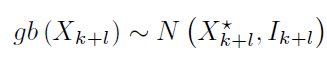 gb (X_{k+l}) ∼ N (X^⋆_{k+l}, I_{k+l})